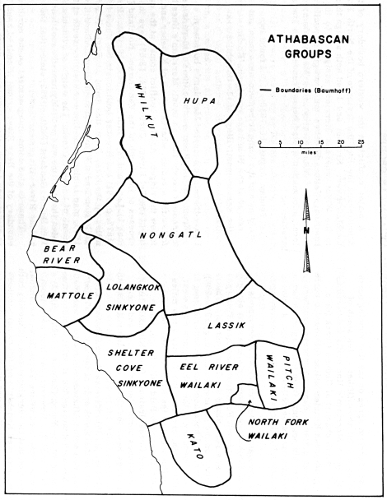 ATHABASCAN
GROUPS
Boundaries (Baumhoff)
0 5 10 15 20 25
miles
N
WHILKUT
HUPA
NONGATL
BEAR
RIVER
MATTOLE
LOLANGKOK
SINKYONE
LASSIK
SHELTER
COVE
SINKYONE
EEL RIVER
WAILAKI
PITCH
WAILAKI
NORTH FORK
WAILAKI
KATO